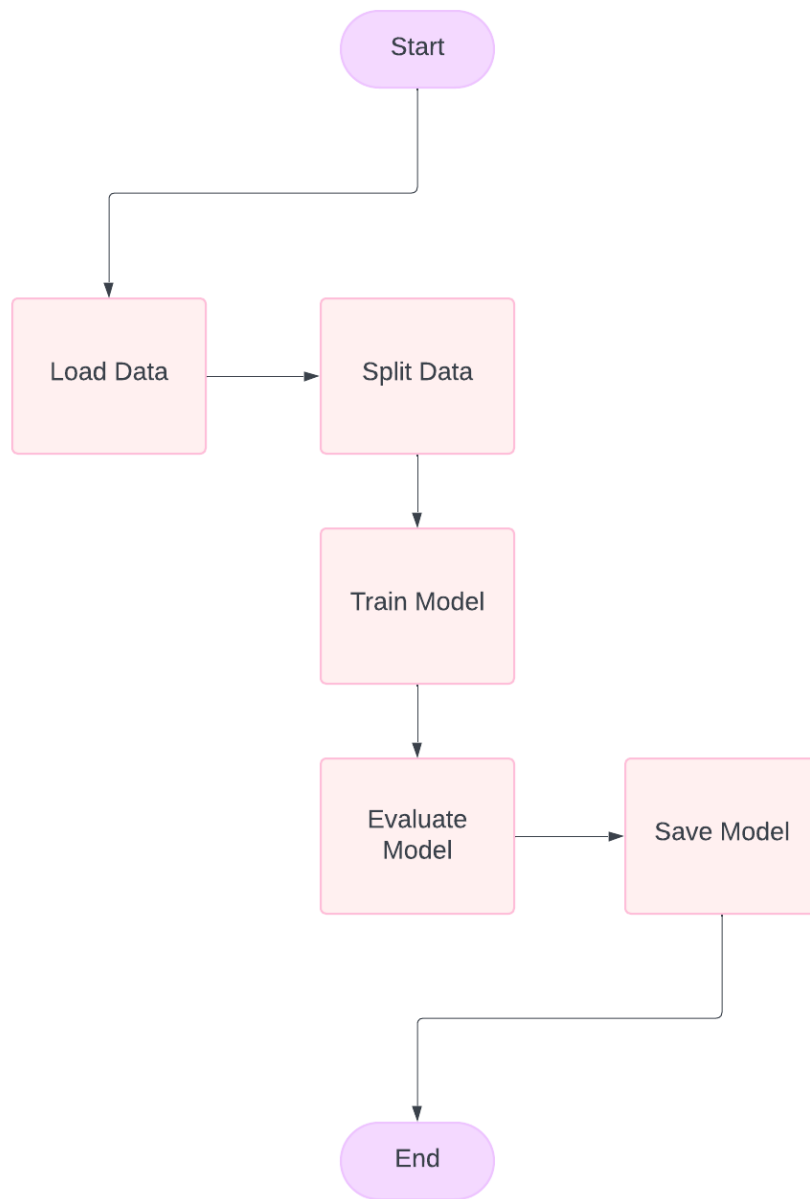 Start
Load Data
Split Data
Train Model
Evaluate
Model
Save Model
End